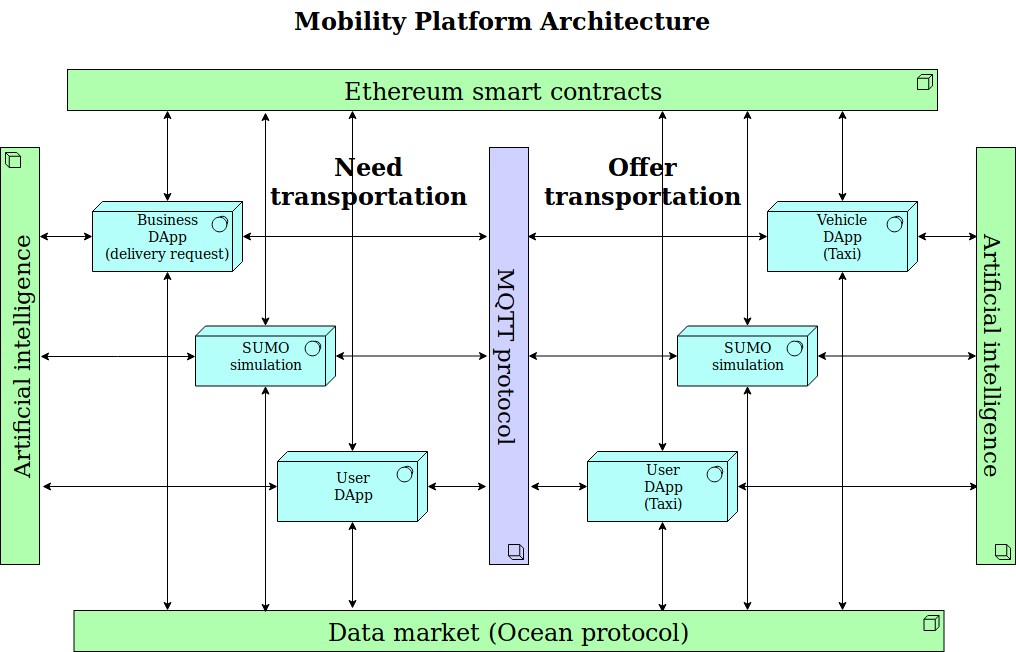 Mobility Platform Architecture
Ethereum smart contracts
Need
transportation
Offer
transportation
Artificial intelligence
Business
DApp
(delivery request)
MQTT protocol
Vehicle
DApp
(Taxi)
Artificial intelligence
SUMO
simulation
SUMO
simulation
User
DApp
User
DApp
(Taxi)
Data market (Ocean protocol)